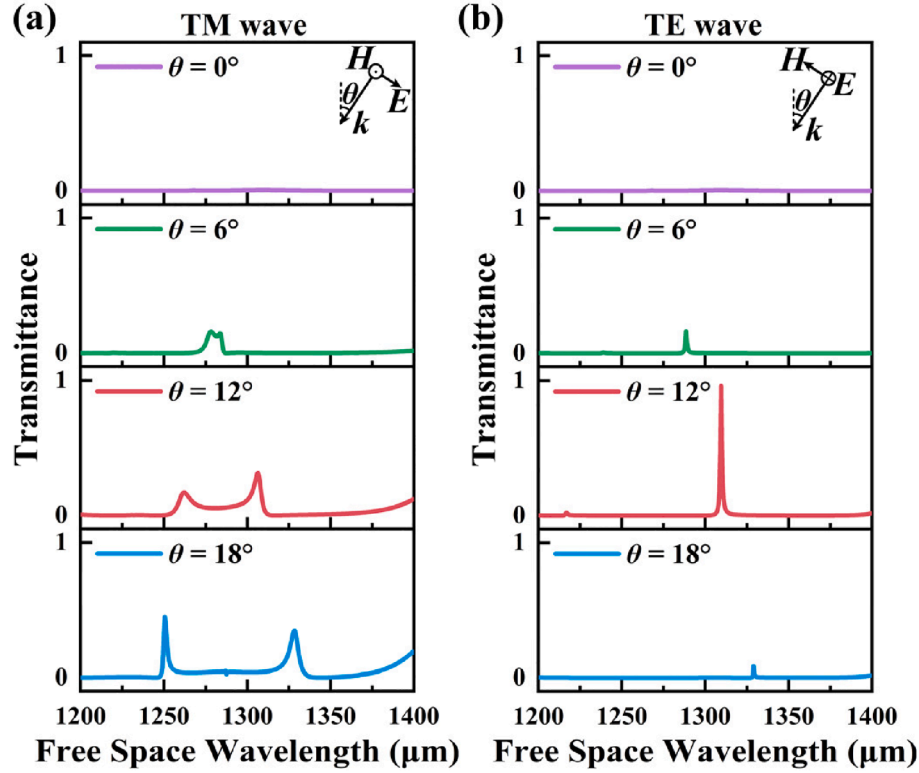 (a)
TM wave
1
θ = 0°
H
θ
E
k
0
1
θ = 6°
0
1
θ = 12°
0
1
θ = 18°
0
1200 1250 1300 1350 1400
Free Space Wavelength (μm)
Transmittance
(b)
TE wave
1
θ = 0°
H
θ
E
k
0
1
θ = 6°
0
1
θ = 12°
0
1
θ = 18°
0
1200 1250 1300 1350 1400
Free Space Wavelength (μm)
Transmittance